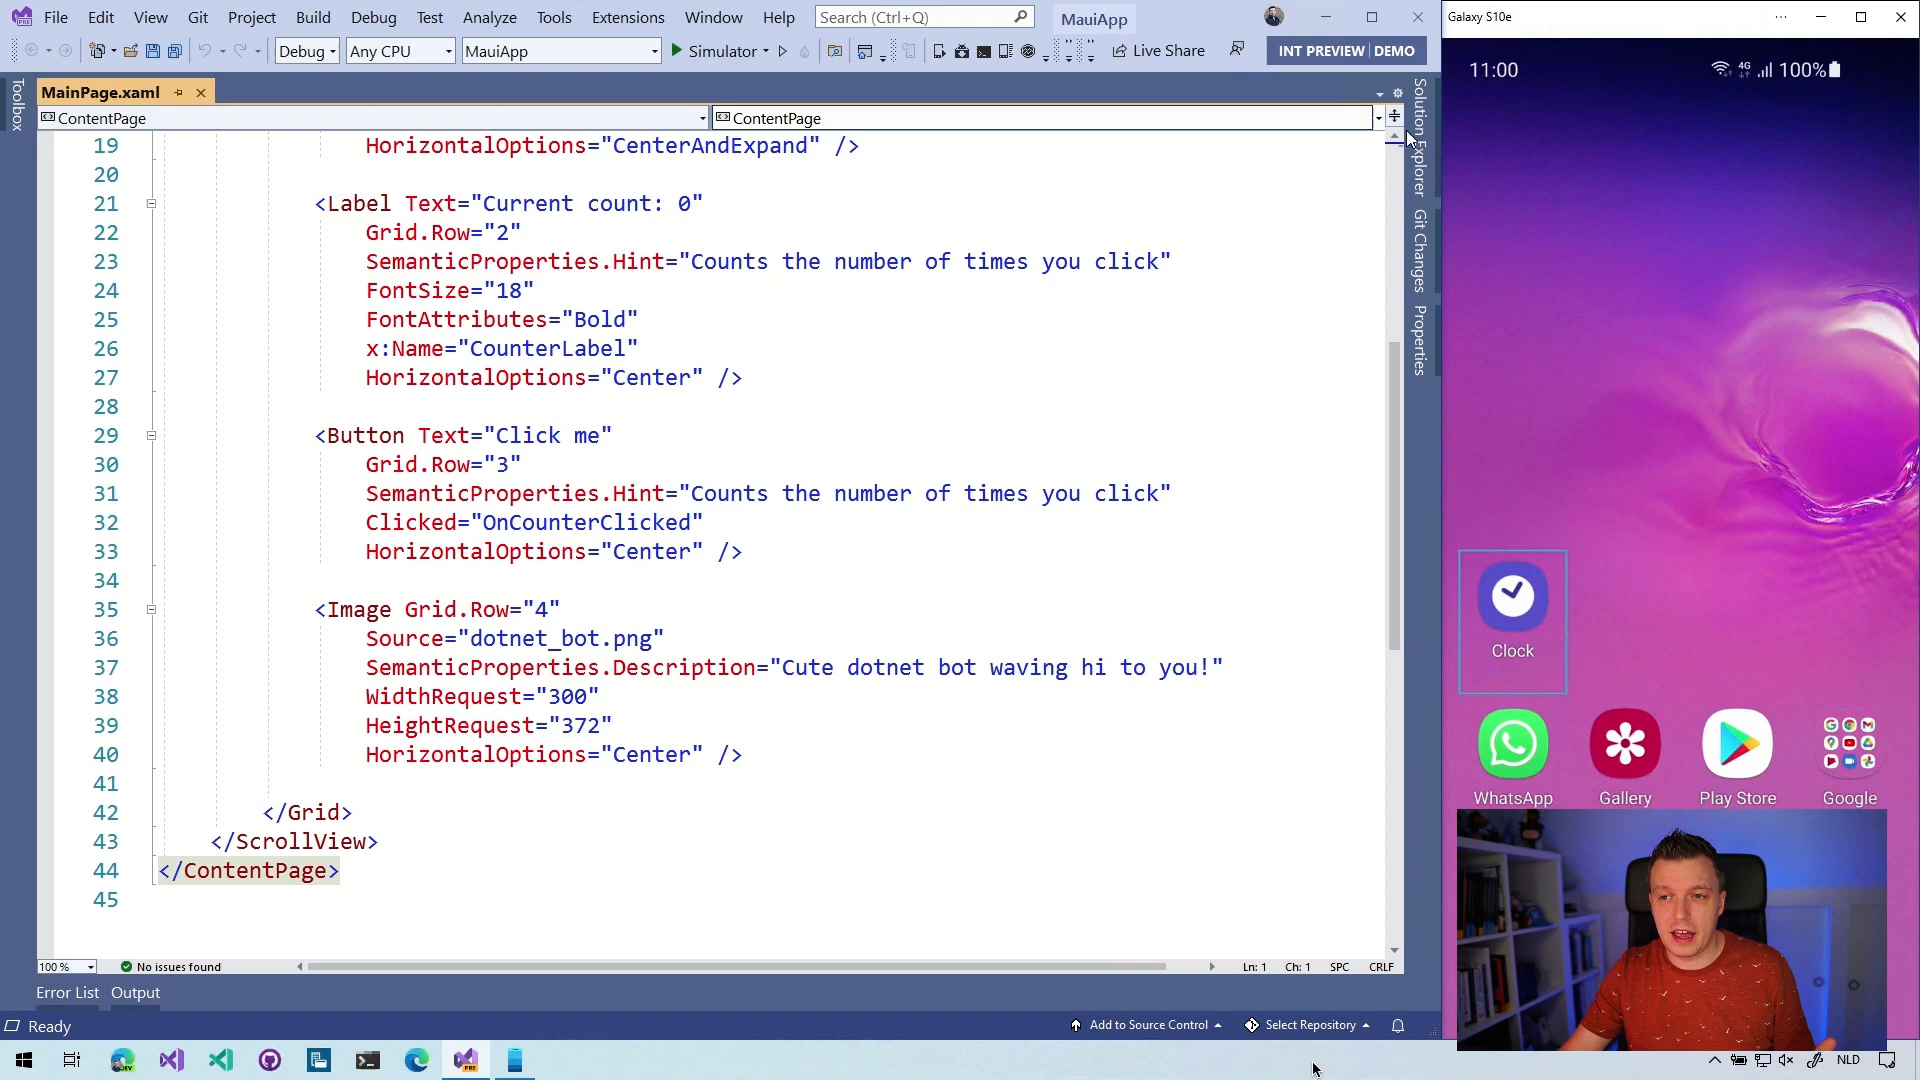 File Edit View Git Project Build Debug Test Analyze Tools Extensions Window Help Search (Ctrl+Q) MauiApp
Debug Any CPU MauiApp Simulator Live Share INT PREVIEW DEMO
Toolbox
MainPage.xaml
ContentPage ContentPage
19 HorizontalOptions="CenterAndExpand" />
20
21 <Label Text="Current count: 0"
22 Grid.Row="2"
23 SemanticProperties.Hint="Counts the number of times you click"
24 FontSize="18"
25 FontAttributes="Bold"
26 x:Name="CounterLabel"
27 HorizontalOptions="Center" />
28
29 <Button Text="Click me"
30 Grid.Row="3"
31 SemanticProperties.Hint="Counts the number of times you click"
32 Clicked="OnCounterClicked"
33 HorizontalOptions="Center" />
34
35 <Image Grid.Row="4"
36 Source="dotnet_bot.png"
37 SemanticProperties.Description="Cute dotnet bot waving hi to you!"
38 WidthRequest="300"
39 HeightRequest="372"
40 HorizontalOptions="Center" />
41
42 </Grid>
43 </ScrollView>
44 </ContentPage>
45
100 % No issues found Ln: 1 Ch: 1 SPC CRLF
Error List Output
Ready Add to Source Control Select Repository
Solution Explorer
Git Changes
Properties
Galaxy S10e
11:00 4G 100%
Clock
WhatsApp Gallery Play Store Google
NLD